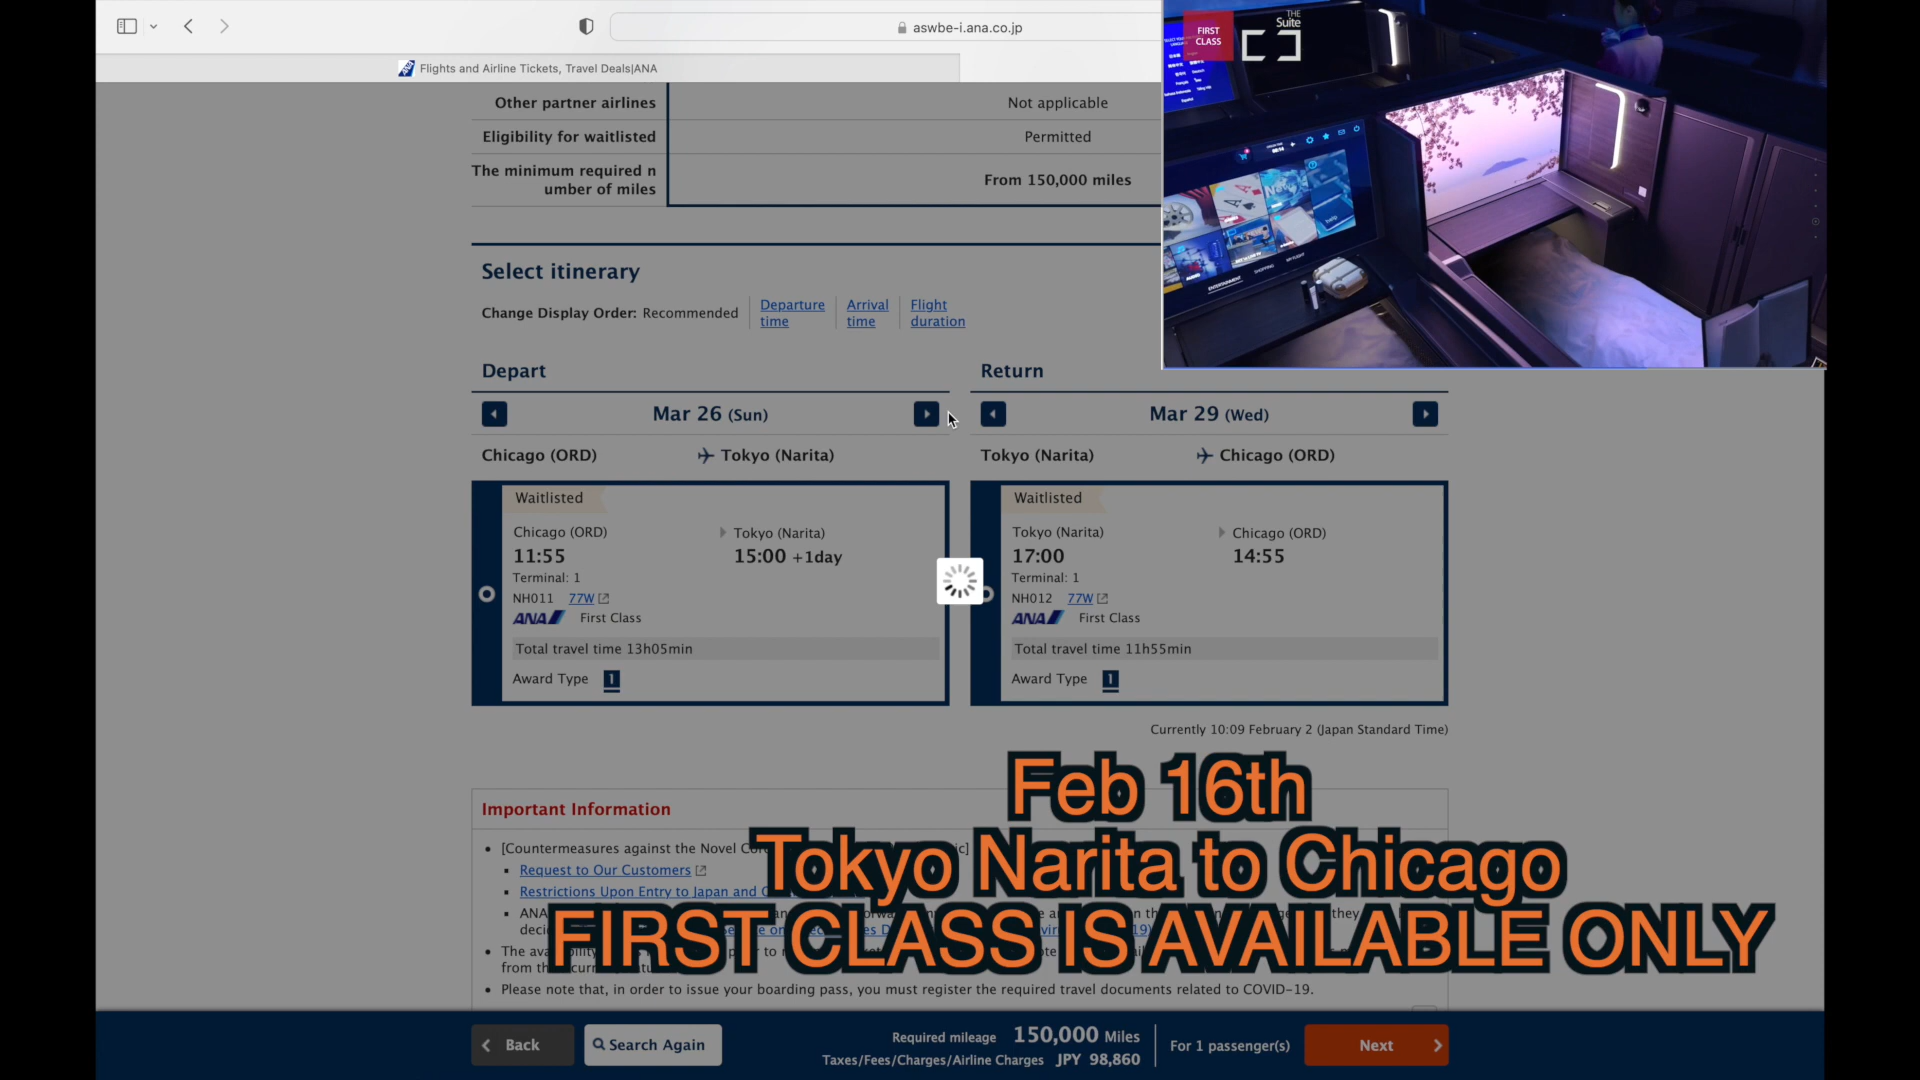 aswbe-i.ana.co.jp
Flights and Airline Tickets, Travel Deals|ANA
FIRST
CLASS
THE
Suite
Other partner airlines
Not applicable
Eligibility for waitlisted
Permitted
The minimum required n
umber of miles
From 150,000 miles
help
ENTERTAINMENT
SHOPPING
MY FLIGHT
Select itinerary
Change Display Order: Recommended
Departure
time
Arrival
time
Flight
duration
Depart
Return
Mar 26 (Sun)
Mar 29 (Wed)
Chicago (ORD)
Tokyo (Narita)
Tokyo (Narita)
Chicago (ORD)
Waitlisted
Chicago (ORD)
Tokyo (Narita)
11:55
15:00 +1day
Terminal: 1
NH011 77W
ANA First Class
Total travel time 13h05min
Award Type 1
Waitlisted
Tokyo (Narita)
Chicago (ORD)
17:00
14:55
Terminal: 1
NH012 77W
ANA First Class
Total travel time 11h55min
Award Type 1
Currently 10:09 February 2 (Japan Standard Time)
Feb 16th
Tokyo Narita to Chicago
FIRST CLASS IS AVAILABLE ONLY
Important Information
[Countermeasures against the Novel
Request to Our Customers
Restrictions Upon Entry to Japan and
ANA
The
from
Please note that, in order to issue your boarding pass, you must register the required travel documents related to COVID-19.
Back
Search Again
Required mileage 150,000 Miles
Taxes/Fees/Charges/Airline Charges JPY 98,860
For 1 passenger(s)
Next